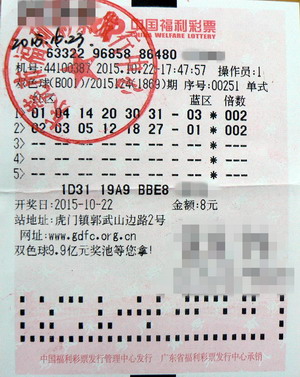 中国福利彩票
CHINA WELFARE LOTTERY
2015.10.23.
63322 96858 86480
机号:44100387 2015.10.22-17:47:57 操作员:1
双色球(B001)/2015124(1869)期 序号:00251 单式
红区 蓝区 倍数
1> 01 04 14 20 30 31 - 03 * 002
2> 02 03 05 12 18 27 - 01 * 002
3> -- -- -- -- -- -- - -- *
4> -- -- -- -- -- -- - -- *
5> -- -- -- -- -- -- - -- *
1D31 19A9 BBE8
开奖日:2015-10-22 金额:8元
站地址:虎门镇郭武山边路2号
网址:www.gdfc.org.cn
双色球9.9亿元奖池等您拿!
中国福利彩票发行管理中心发行 广东省福利彩票发行中心承销